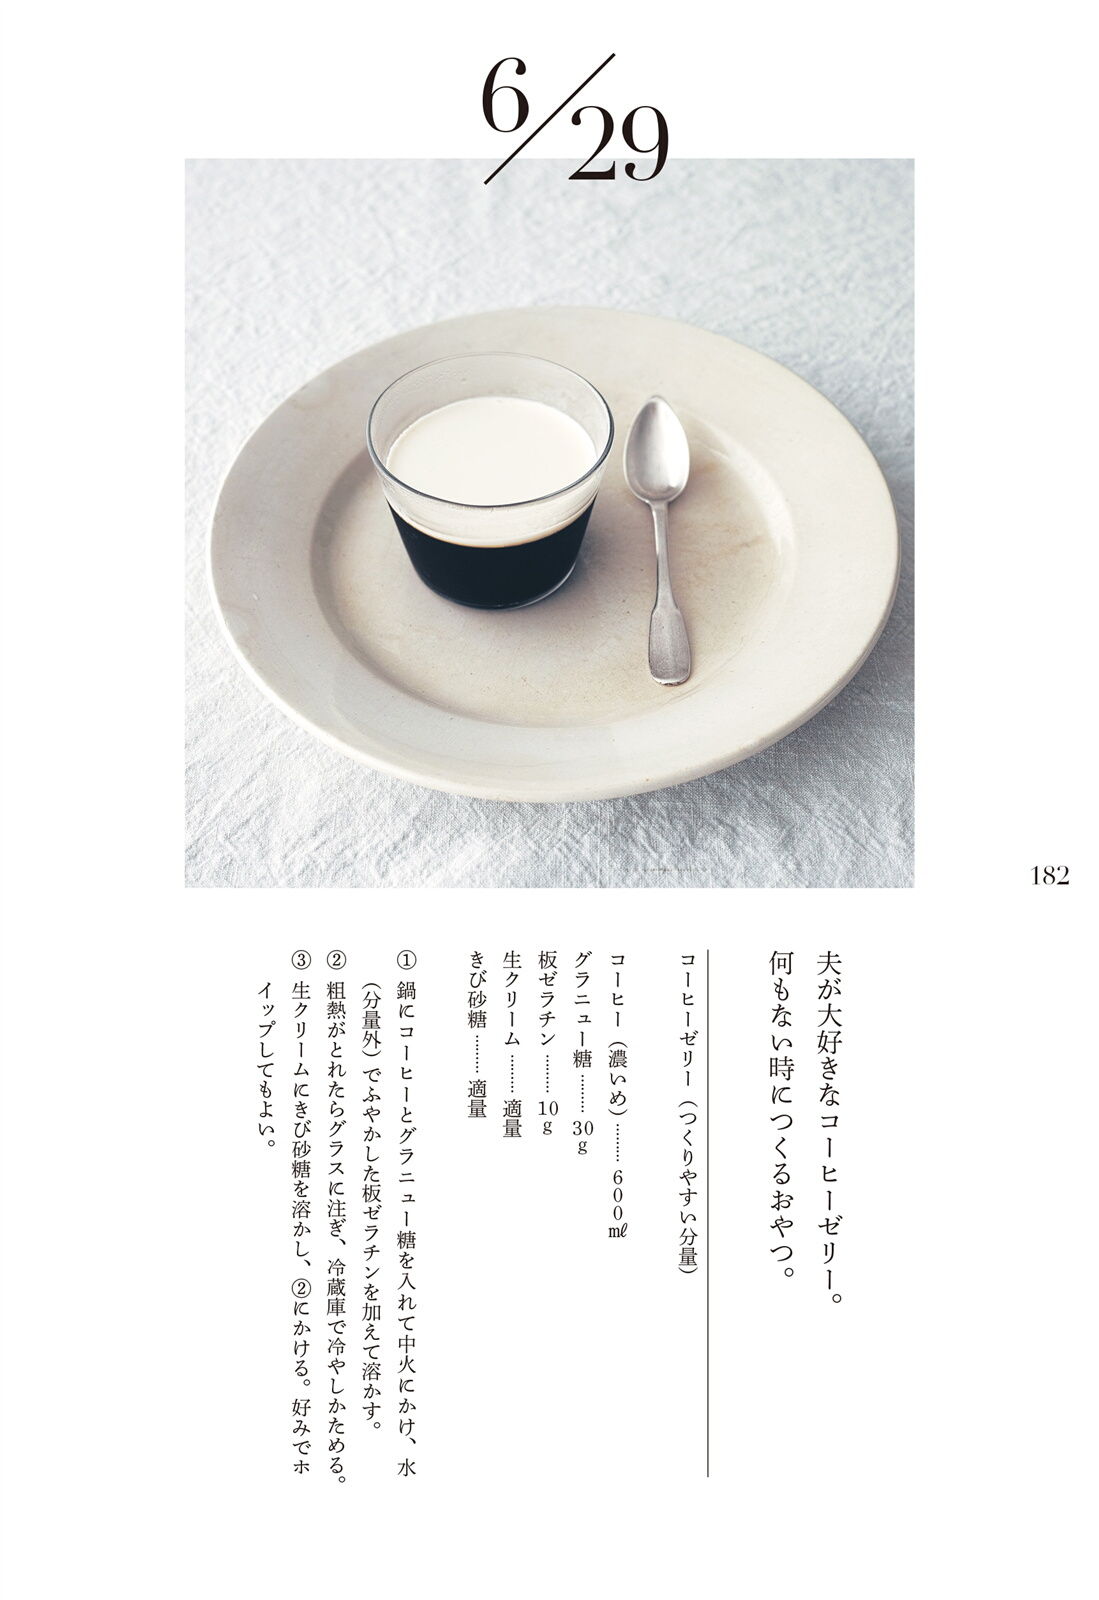 6/29
182
夫が大好きなコーヒーゼリー。
何もない時につくるおやつ。
コーヒーゼリー（つくりやすい分量）
コーヒー（濃いめ）………600㎖
グラニュー糖………30g
板ゼラチン………10g
生クリーム………適量
きび砂糖………適量
① 鍋にコーヒーとグラニュー糖を入れて中火にかけ、水
（分量外）でふやかした板ゼラチンを加えて溶かす。
② 粗熱がとれたらグラスに注ぎ、冷蔵庫で冷やしかためる。
③ 生クリームにきび砂糖を溶かし、②にかける。好みでホ
イップしてもよい。